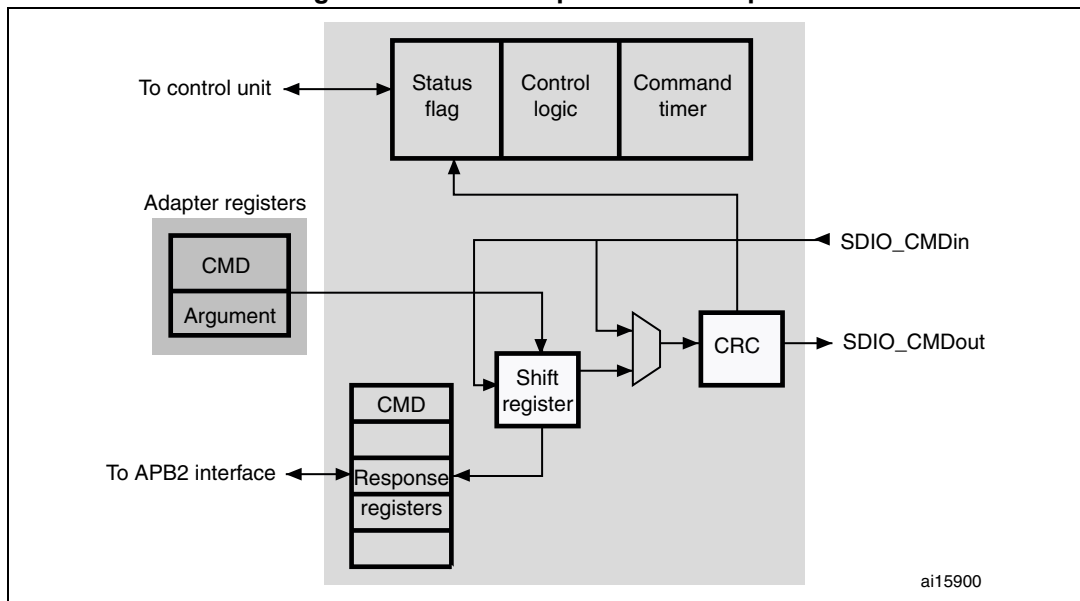 To control unit
Status
flag
Control
logic
Command
timer
Adapter registers
CMD
Argument
SDIO_CMDin
SDIO_CMDout
CRC
Shift
register
CMD
Response
registers
To APB2 interface
ai15900